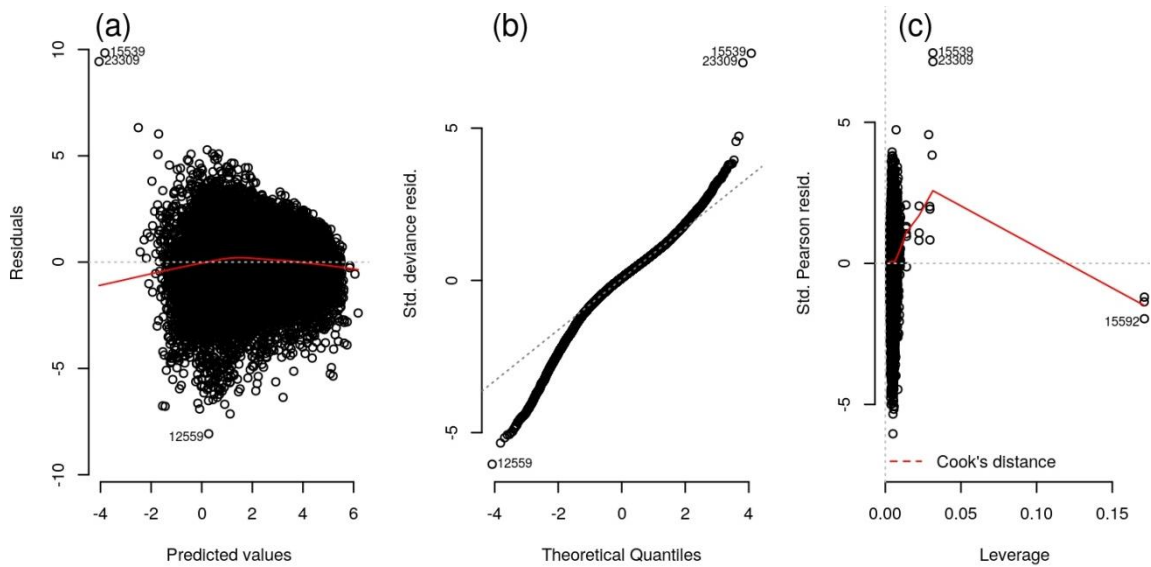 (a)
Residuals
10
5
0
-5
-10
15539
23309
12559
-4 -2 0 2 4 6
Predicted values
(b)
Std. deviance resid.
5
0
-5
15539
23309
12559
-4 -2 0 2 4
Theoretical Quantiles
(c)
Std. Pearson resid.
5
0
-5
15539
23309
15592
Cook's distance
0.00 0.05 0.10 0.15
Leverage